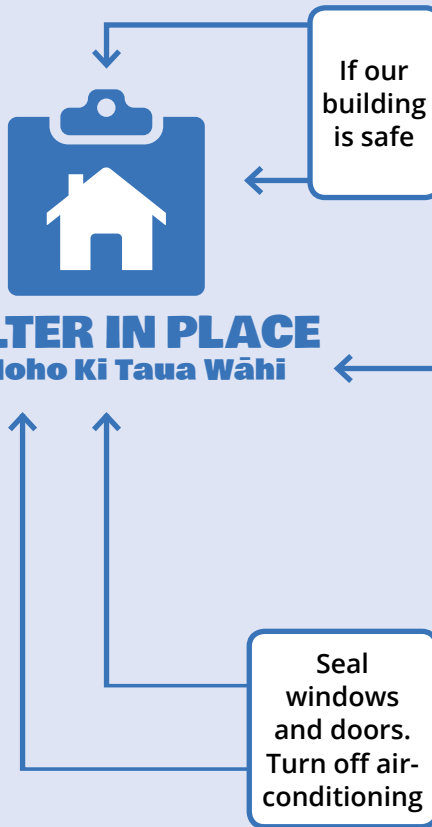 If our
building
is safe
LTER IN PLACE
Noho Ki Taua Wāhi
Seal
windows
and doors.
Turn off air-
conditioning